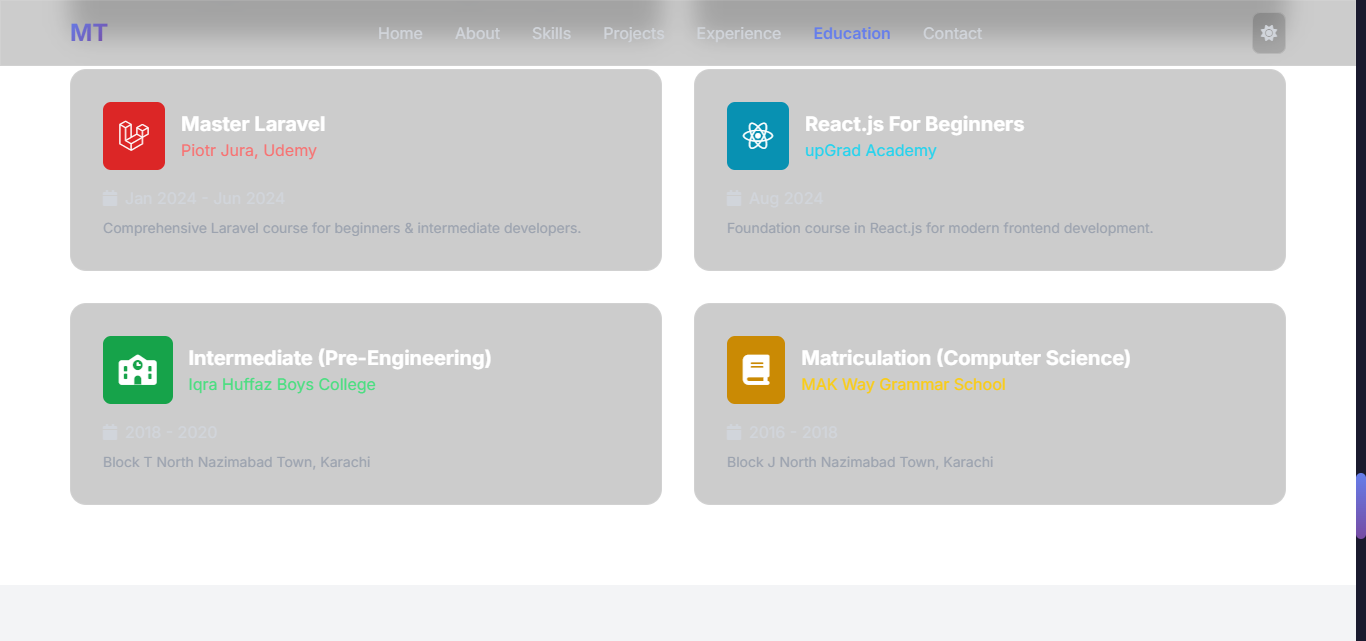 MT
Home About Skills Projects Experience Education Contact
Master Laravel
Piotr Jura, Udemy
Jan 2024 - Jun 2024
Comprehensive Laravel course for beginners & intermediate developers.
React.js For Beginners
upGrad Academy
Aug 2024
Foundation course in React.js for modern frontend development.
Intermediate (Pre-Engineering)
Iqra Huffaz Boys College
2018 - 2020
Block T North Nazimabad Town, Karachi
Matriculation (Computer Science)
MAK Way Grammar School
2016 - 2018
Block J North Nazimabad Town, Karachi